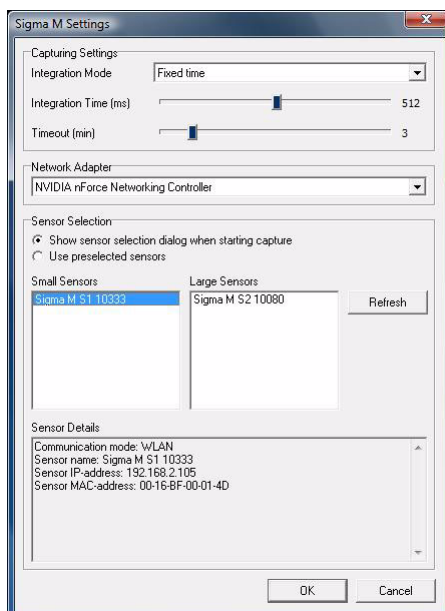 Sigma M Settings
Capturing Settings
Integration Mode
Fixed time
Integration Time (ms)
512
Timeout (min)
3
Network Adapter
NVIDIA nForce Networking Controller
Sensor Selection
Show sensor selection dialog when starting capture
Use preselected sensors
Small Sensors
Large Sensors
Sigma M S1 10333
Sigma M S2 10080
Refresh
Sensor Details
Communication mode: WLAN
Sensor name: Sigma M S1 10333
Sensor IP-address: 192.168.2.105
Sensor MAC-address: 00-16-BF-00-01-4D
OK
Cancel